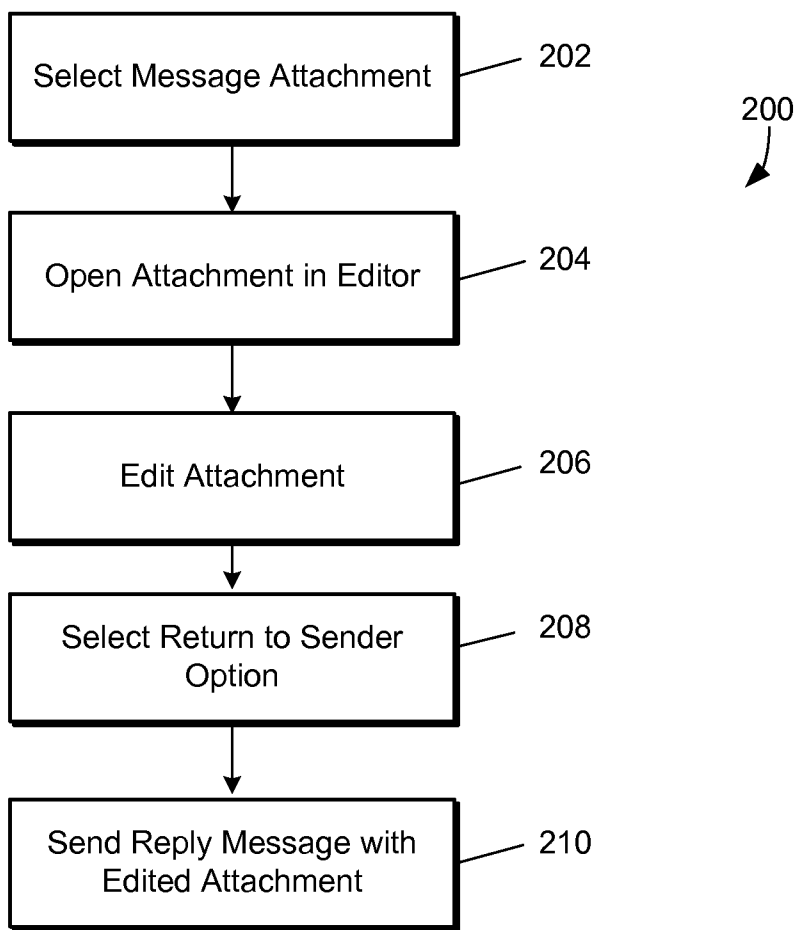 Select Message Attachment
202
200
Open Attachment in Editor
204
Edit Attachment
206
Select Return to Sender
Option
208
Send Reply Message with
Edited Attachment
210